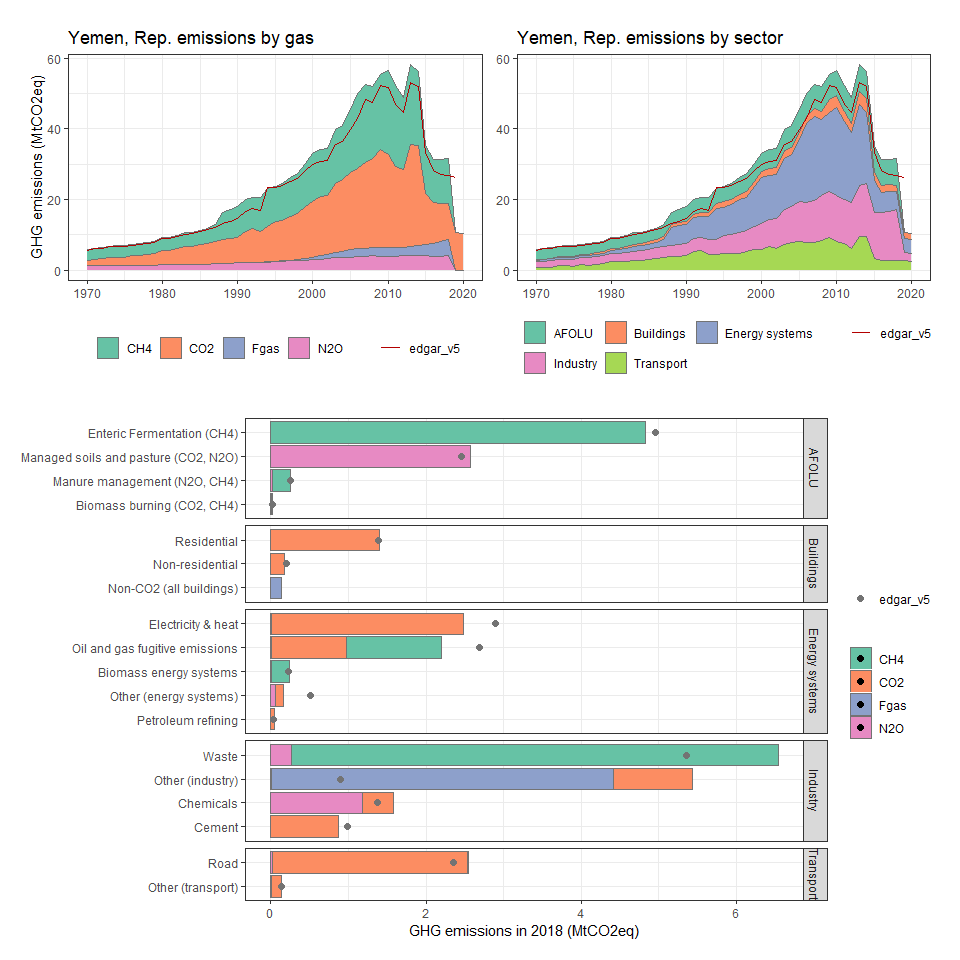 Yemen, Rep. emissions by gas
GHG emissions (MtCO2eq)
60
40
20
0
1970 1980 1990 2000 2010 2020
CH4 CO2 Fgas N2O edgar_v5
Yemen, Rep. emissions by sector
60
40
20
0
1970 1980 1990 2000 2010 2020
AFOLU Buildings Energy systems edgar_v5
Industry Transport
Enteric Fermentation (CH4)
Managed soils and pasture (CO2, N2O)
Manure management (N2O, CH4)
Biomass burning (CO2, CH4)
AFOLU
Residential
Non-residential
Non-CO2 (all buildings)
Buildings
Electricity & heat
Oil and gas fugitive emissions
Biomass energy systems
Other (energy systems)
Petroleum refining
Energy systems
Waste
Other (industry)
Chemicals
Cement
Industry
Road
Other (transport)
Transport
0 2 4 6
GHG emissions in 2018 (MtCO2eq)
edgar_v5
CH4
CO2
Fgas
N2O